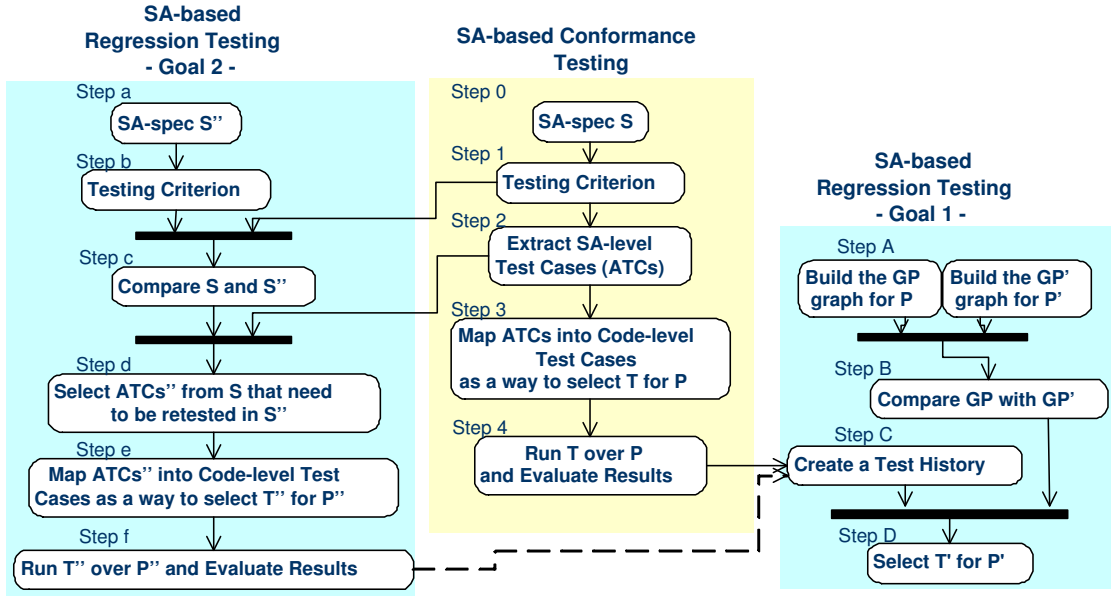 SA-based
Regression Testing
- Goal 2 -
Step a
SA-spec S’’
Step b
Testing Criterion
Step c
Compare S and S’’
Step d
Select ATCs’’ from S that need
to be retested in S’’
Step e
Map ATCs’’ into Code-level Test
Cases as a way to select T’’ for P’’
Step f
Run T’’ over P’’ and Evaluate Results
SA-based Conformance
Testing
Step 0
SA-spec S
Step 1
Testing Criterion
Step 2
Extract SA-level
Test Cases (ATCs)
Step 3
Map ATCs into Code-level
Test Cases
as a way to select T for P
Step 4
Run T over P
and Evaluate Results
SA-based
Regression Testing
- Goal 1 -
Step A
Build the GP
graph for P
Build the GP’
graph for P’
Step B
Compare GP with GP’
Step C
Create a Test History
Step D
Select T' for P'